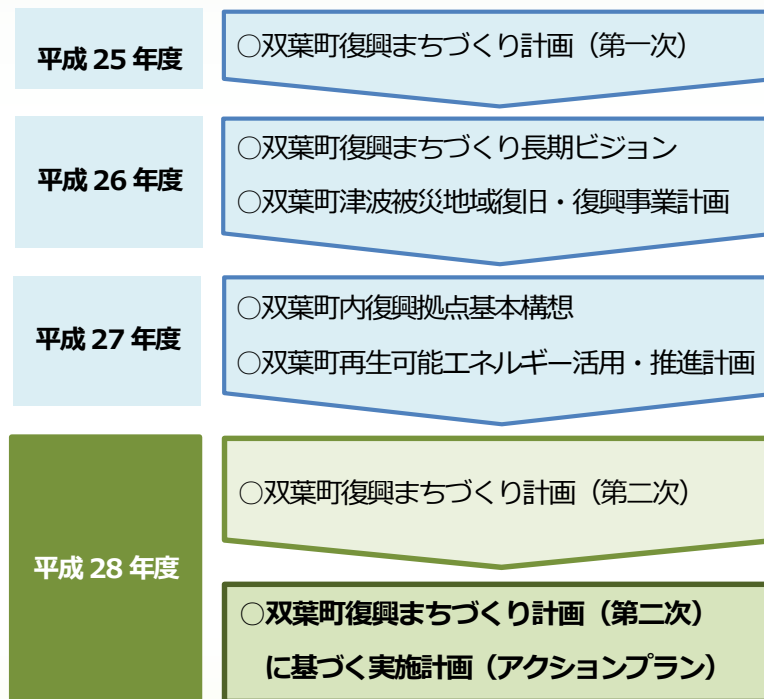 平成 25 年度
○双葉町復興まちづくり計画（第一次）
平成 26 年度
○双葉町復興まちづくり長期ビジョン
○双葉町津波被災地域復旧・復興事業計画
平成 27 年度
○双葉町内復興拠点基本構想
○双葉町再生可能エネルギー活用・推進計画
平成 28 年度
○双葉町復興まちづくり計画（第二次）
○双葉町復興まちづくり計画（第二次）
に基づく実施計画（アクションプラン）